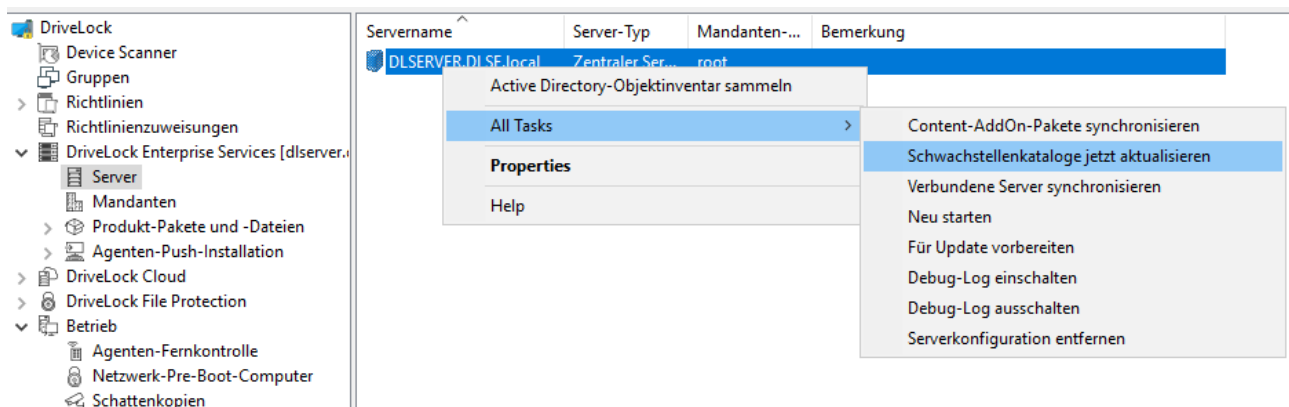 DriveLock
Device Scanner
Gruppen
Richtlinien
Richtlinienzuweisungen
DriveLock Enterprise Services [dlserver.
Server
Mandanten
Produkt-Pakete und -Dateien
Agenten-Push-Installation
DriveLock Cloud
DriveLock File Protection
Betrieb
Agenten-Fernkontrolle
Netzwerk-Pre-Boot-Computer
Schattenkopien
Servername Server-Typ Mandanten-... Bemerkung
DLSERVER.DLSE.local Zentraler Ser... root
Active Directory-Objektinventar sammeln
All Tasks
Properties
Help
Content-AddOn-Pakete synchronisieren
Schwachstellenkataloge jetzt aktualisieren
Verbundene Server synchronisieren
Neu starten
Für Update vorbereiten
Debug-Log einschalten
Debug-Log ausschalten
Serverkonfiguration entfernen